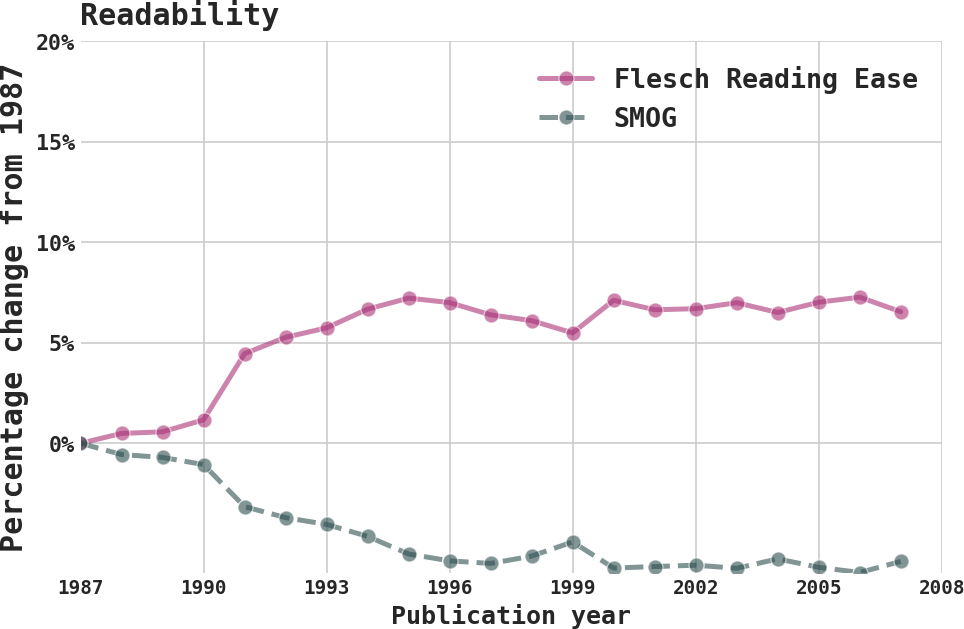 Readability
Percentage change from 1987
20%
15%
10%
5%
0%
Flesch Reading Ease
SMOG
1987 1990 1993 1996 1999 2002 2005 2008
Publication year